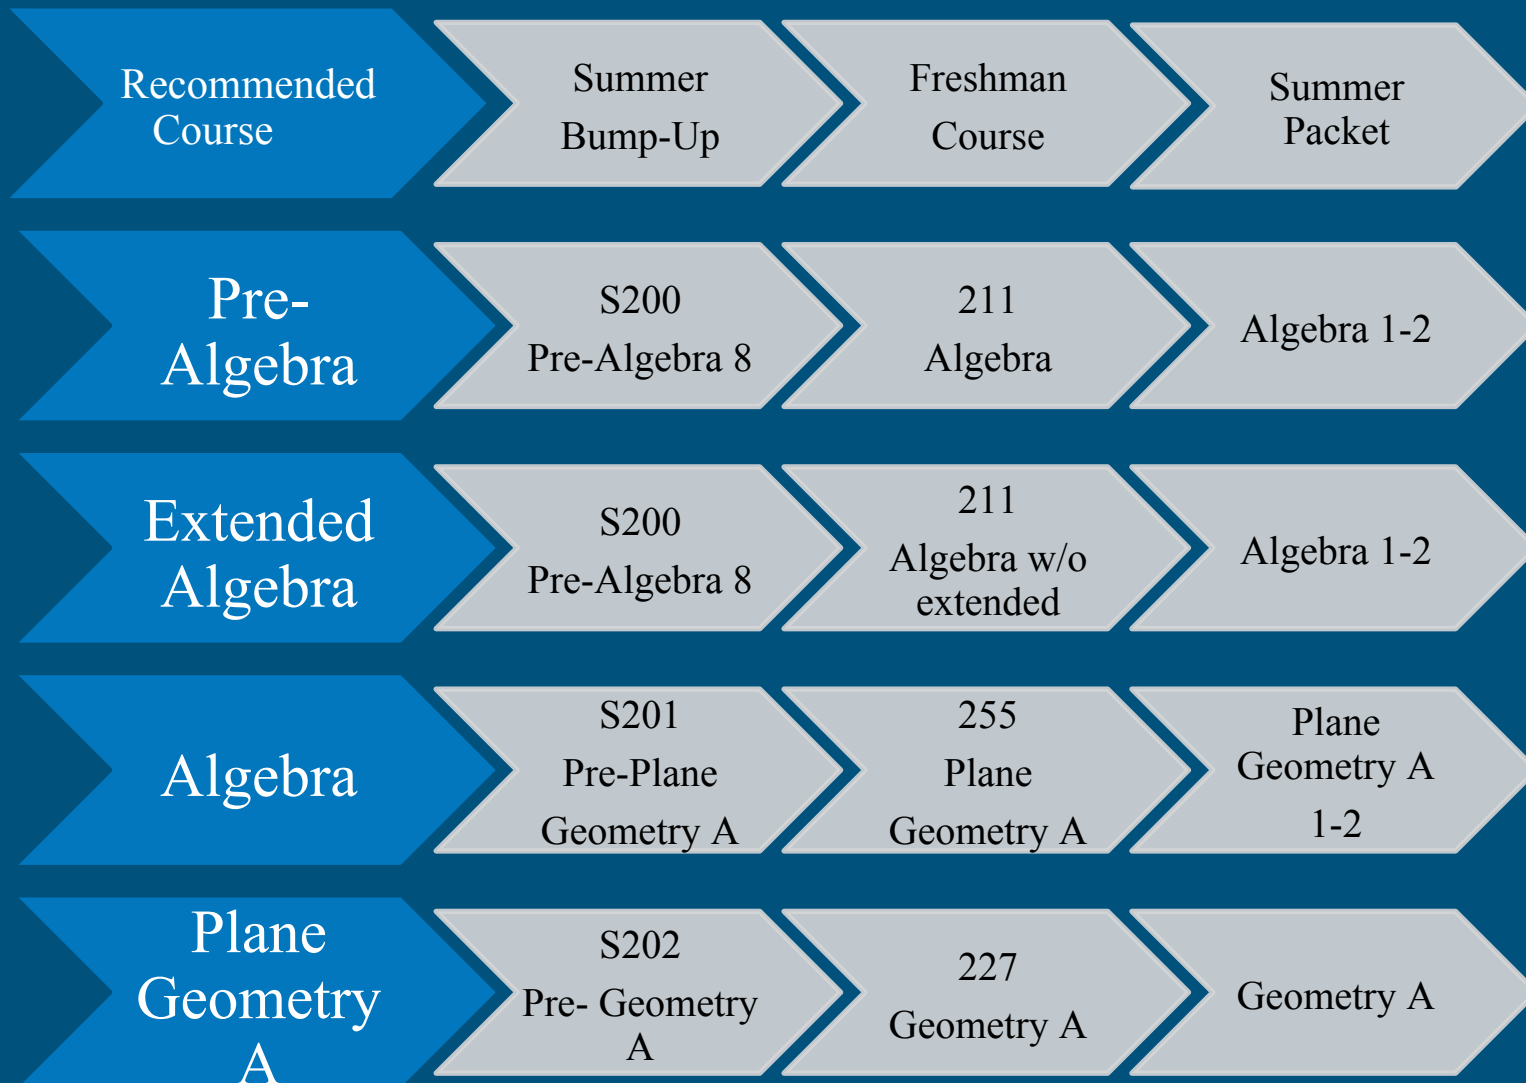 Recommended
Course
Summer
Bump-Up
Freshman
Course
Summer
Packet
Pre-
Algebra
S200
Pre-Algebra 8
211
Algebra
Algebra 1-2
Extended
Algebra
S200
Pre-Algebra 8
211
Algebra w/o
extended
Algebra 1-2
Algebra
S201
Pre-Plane
Geometry A
255
Plane
Geometry A
Plane
Geometry A
1-2
Plane
Geometry
A
S202
Pre- Geometry
A
227
Geometry A
Geometry A